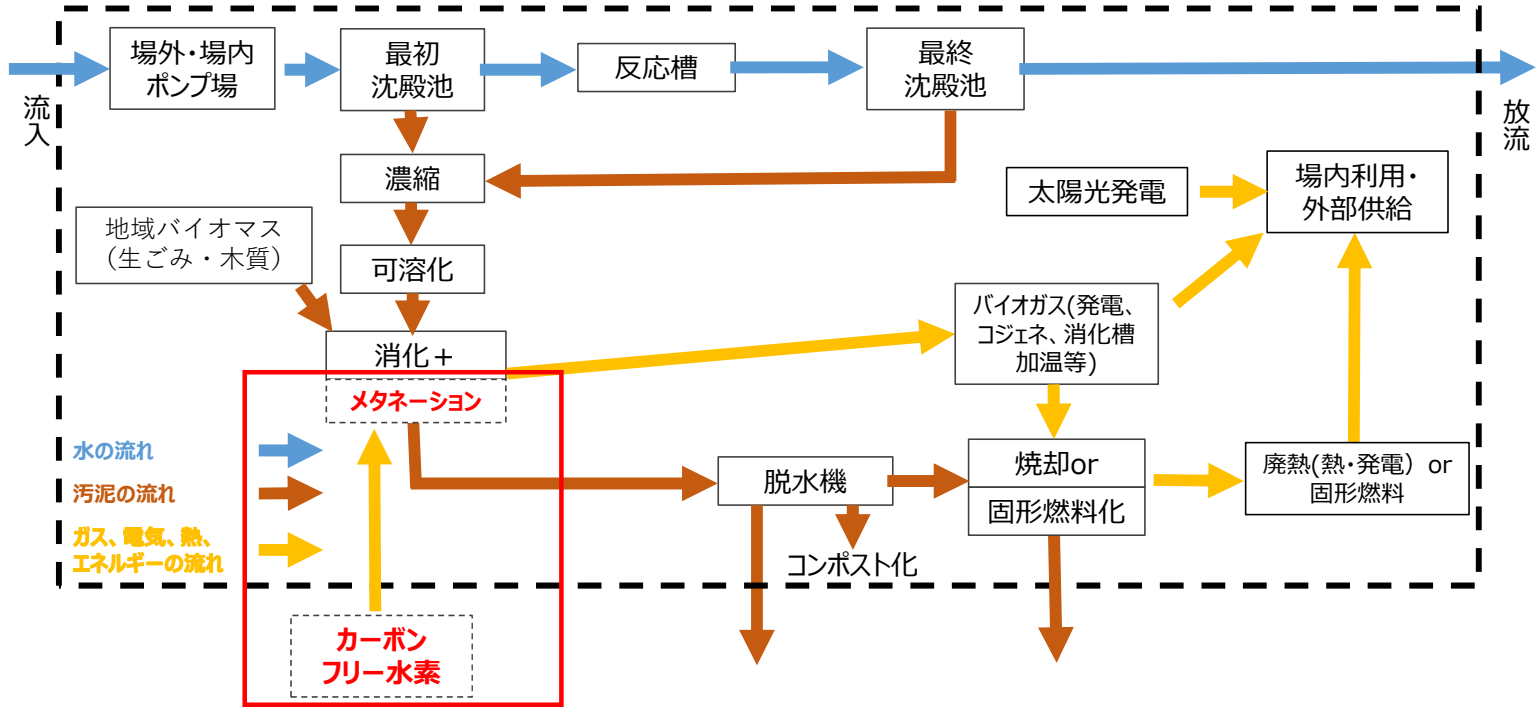 流入
場外・場内
ポンプ場
最初
沈殿池
反応槽
最終
沈殿池
放流
濃縮
太陽光発電
場内利用・
外部供給
地域バイオマス
（生ごみ・木質）
可溶化
バイオガス(発電、
コジェネ、消化槽
加温等)
消化＋
メタネーション
水の流れ
汚泥の流れ
ガス、電気、熱、
エネルギーの流れ
脱水機
焼却or
固形燃料化
廃熱(熱・発電） or
固形燃料
コンポスト化
カーボン
フリー水素